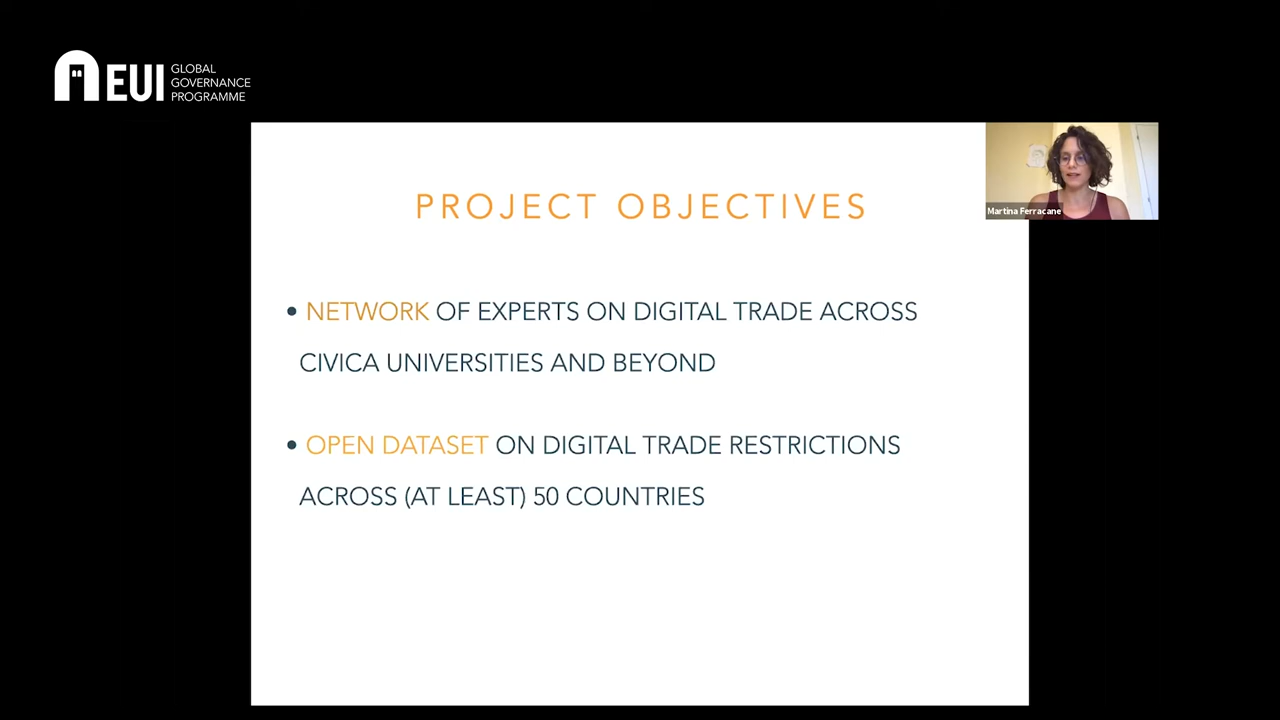 EUI
GLOBAL
GOVERNANCE
PROGRAMME
PROJECT OBJECTIVES
Martina Ferracane
• NETWORK OF EXPERTS ON DIGITAL TRADE ACROSS
CIVICA UNIVERSITIES AND BEYOND
• OPEN DATASET ON DIGITAL TRADE RESTRICTIONS
ACROSS (AT LEAST) 50 COUNTRIES